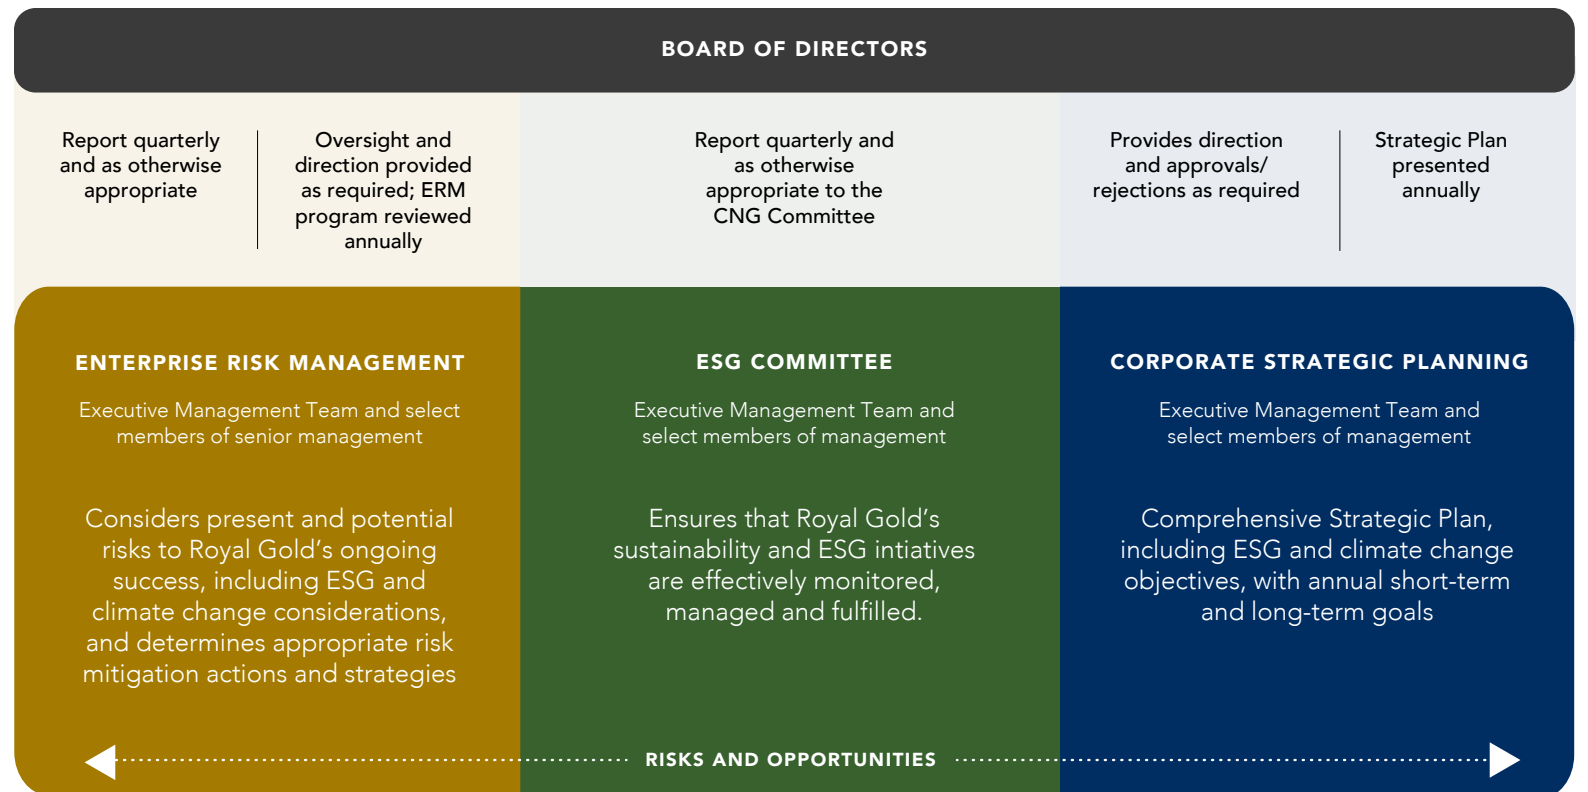 BOARD OF DIRECTORS
Report quarterly
and as otherwise
appropriate
Oversight and
direction provided
as required; ERM
program reviewed
annually
Report quarterly and
as otherwise
appropriate to the
CNG Committee
Provides direction
and approvals/
rejections as required
Strategic Plan
presented
annually
ENTERPRISE RISK MANAGEMENT
Executive Management Team and select
members of senior management
Considers present and potential
risks to Royal Gold’s ongoing
success, including ESG and
climate change considerations,
and determines appropriate risk
mitigation actions and strategies
ESG COMMITTEE
Executive Management Team and
select members of management
Ensures that Royal Gold’s
sustainability and ESG intiatives
are effectively monitored,
managed and fulfilled.
CORPORATE STRATEGIC PLANNING
Executive Management Team and
select members of management
Comprehensive Strategic Plan,
including ESG and climate change
objectives, with annual short-term
and long-term goals
RISKS AND OPPORTUNITIES